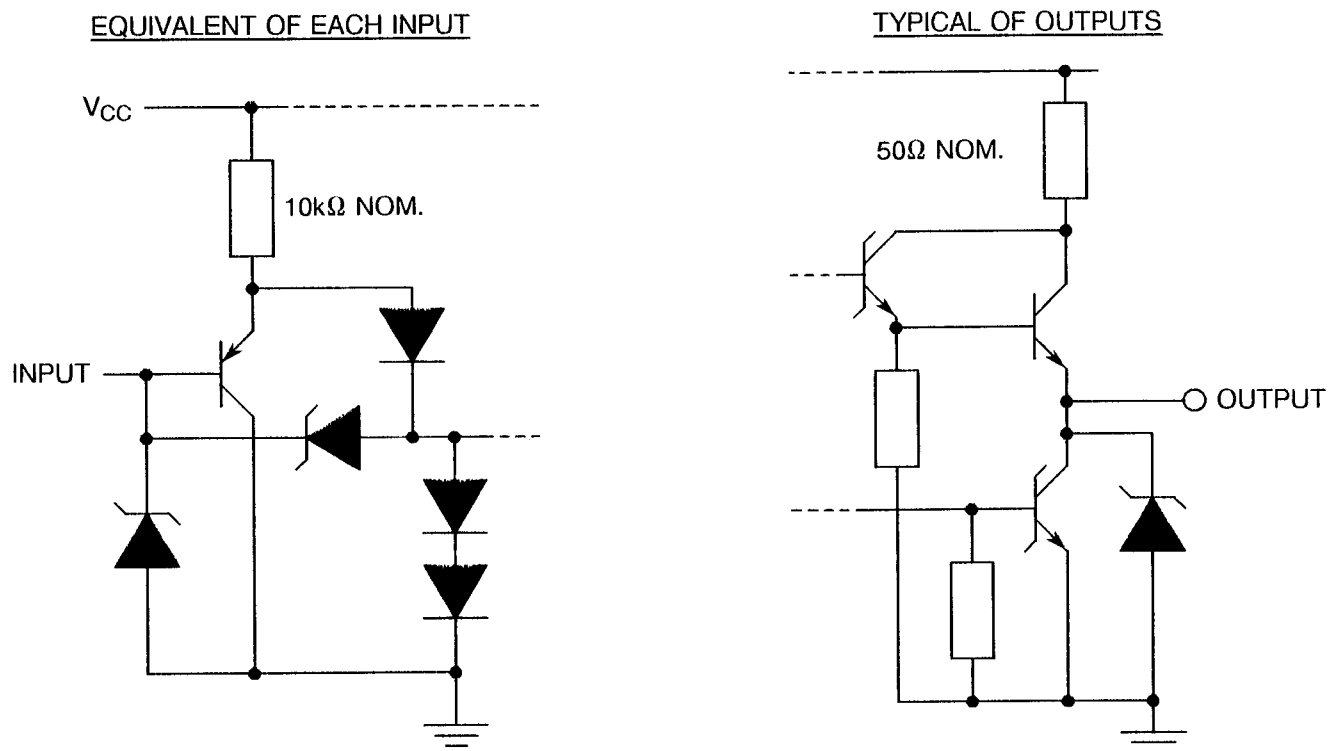 EQUIVALENT OF EACH INPUT
TYPICAL OF OUTPUTS
VCC
10kΩ NOM.
50Ω NOM.
INPUT
OUTPUT